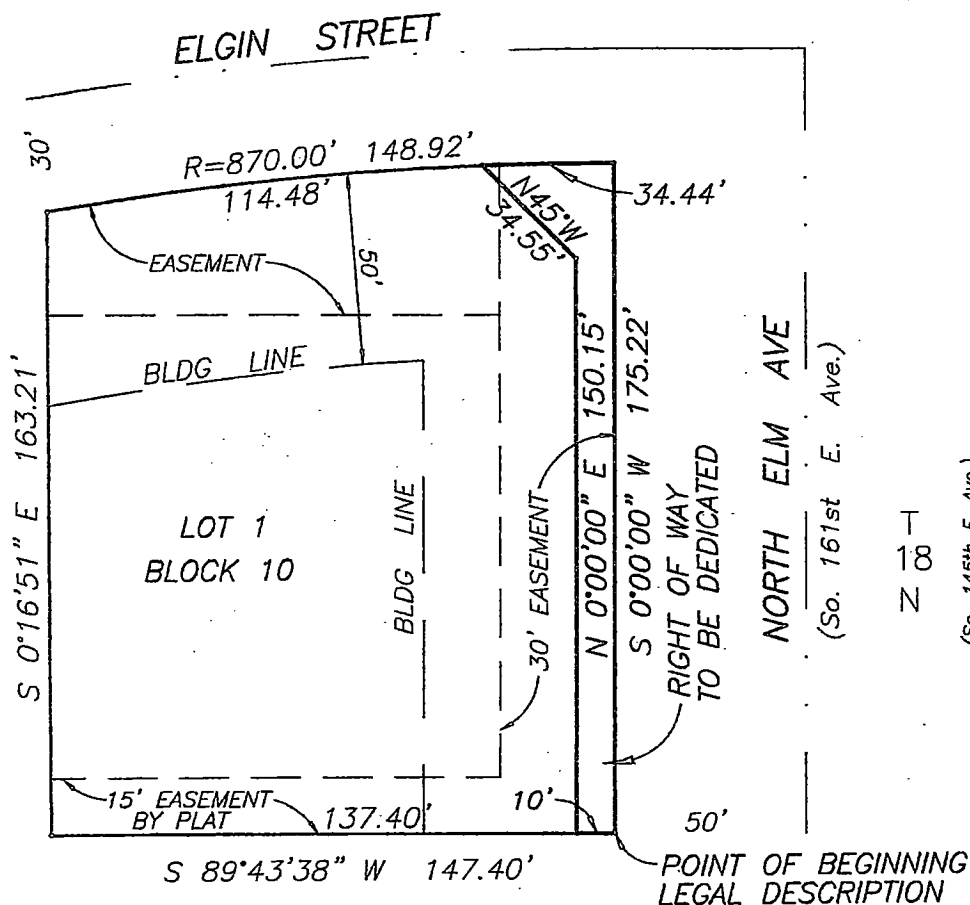 ELGIN STREET
30'
R=870.00' 148.92'
114.48'
34.44'
N45°W
34.55'
EASEMENT
50'
BLDG LINE
S 0°16'51" E 163.21'
LOT 1
BLOCK 10
BLDG LINE
30' EASEMENT
N 0°00'00" E 150.15'
S 0°00'00" W 175.22'
RIGHT OF WAY
TO BE DEDICATED
NORTH ELM AVE
(So. 161st E. Ave.)
T
18
N
(So. 145th E. Ave.)
15' EASEMENT
BY PLAT
137.40'
10'
50'
S 89°43'38" W 147.40'
POINT OF BEGINNING
LEGAL DESCRIPTION